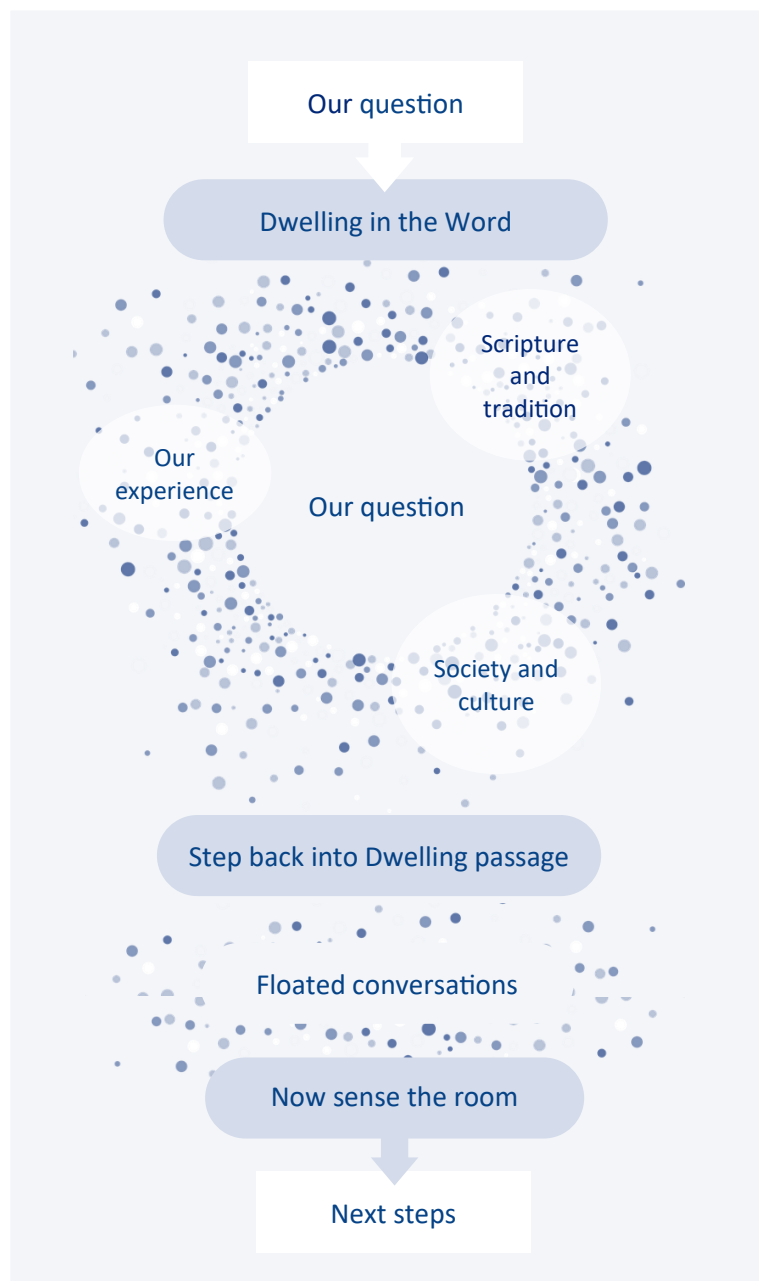 Our question
Dwelling in the Word
Scripture
and
tradition
Our
experience
Our question
Society and
culture
Step back into Dwelling passage
Floated conversations
Now sense the room
Next steps